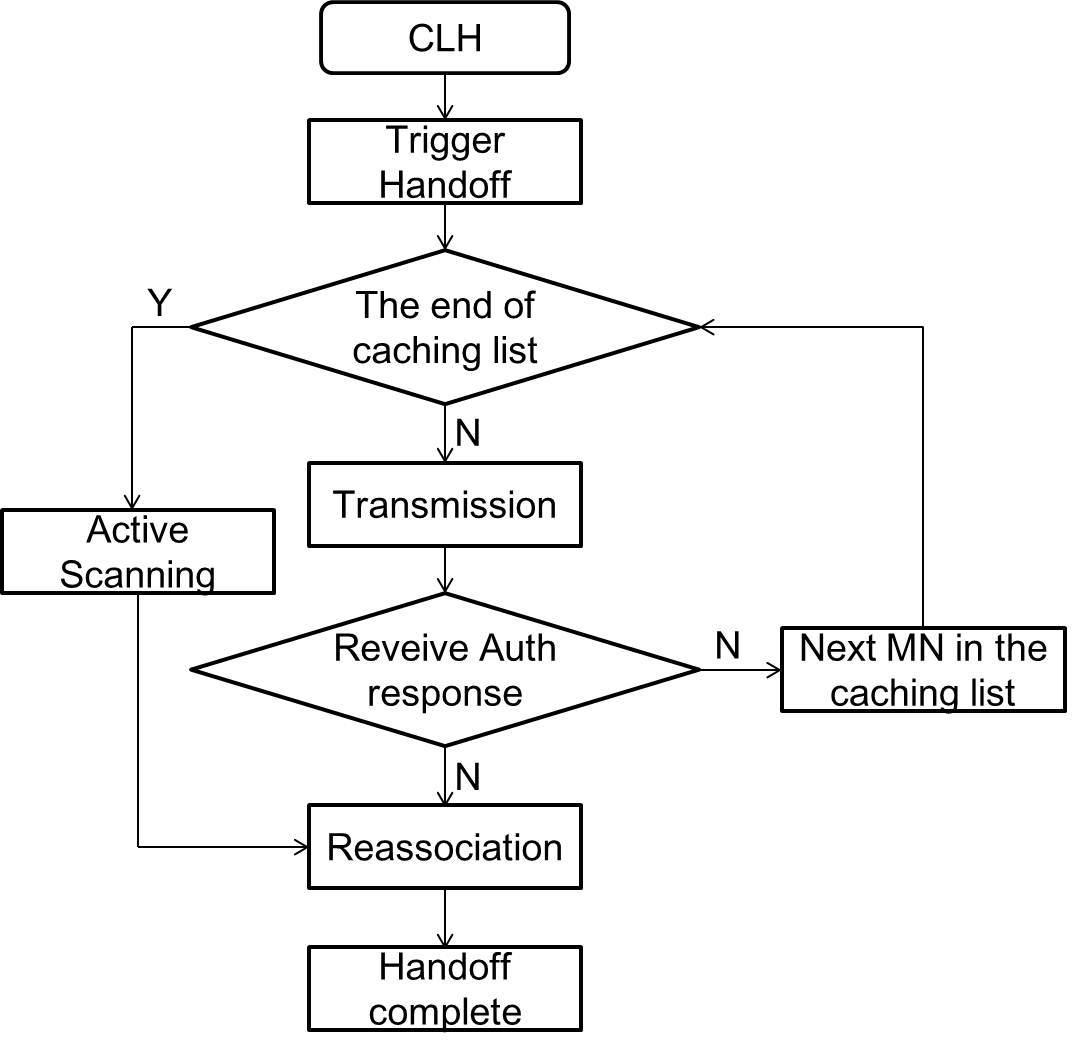 CLH
Trigger
Handoff
Y
The end of
caching list
N
Transmission
Active
Scanning
Reveive Auth
response
N
Next MN in the
caching list
N
Reassociation
Handoff
complete